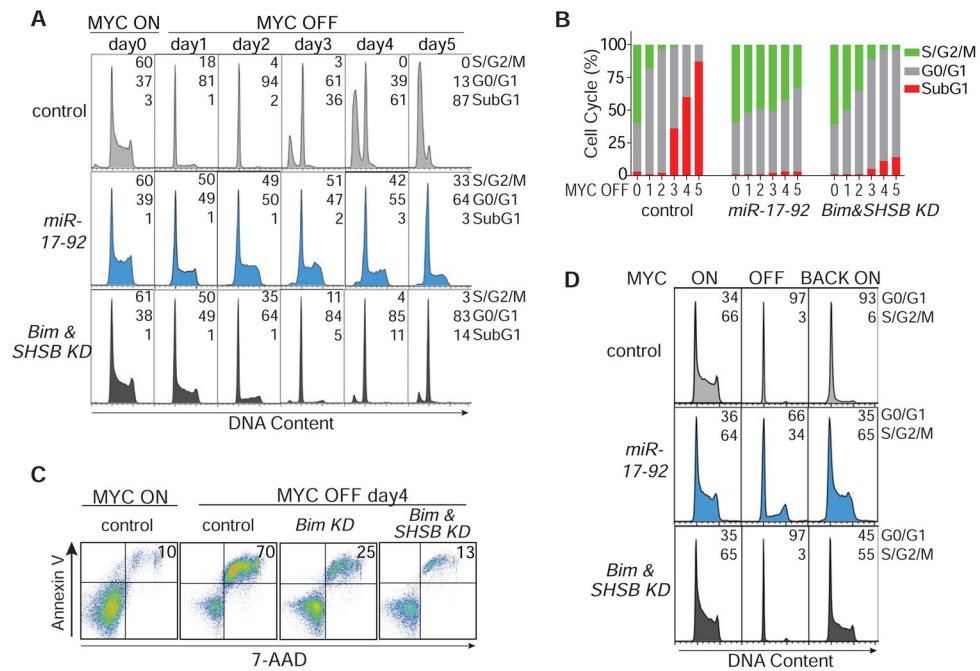 A
MYC ON MYC OFF
day0 day1 day2 day3 day4 day5
60 18 4 3 0 0 S/G2/M
37 81 94 61 39 13 G0/G1
3 1 2 36 61 87 SubG1
control
60 50 49 51 42 33 S/G2/M
39 49 50 47 55 64 G0/G1
1 1 1 2 3 3 SubG1
miR-
17-92
61 50 35 11 4 3 S/G2/M
38 49 64 84 85 83 G0/G1
1 1 1 5 11 14 SubG1
Bim &
SHSB KD
DNA Content
B
Cell Cycle (%)
100
75
50
25
0
S/G2/M
G0/G1
SubG1
MYC OFF 0 1 2 3 4 5 0 1 2 3 4 5 0 1 2 3 4 5
control miR-17-92 Bim&SHSB KD
C
MYC ON MYC OFF day4
control control Bim KD Bim &
SHSB KD
10 70 25 13
Annexin V
7-AAD
D
MYC ON OFF BACK ON
34 97 93 G0/G1
66 3 6 S/G2/M
control
36 66 35 G0/G1
64 34 65 S/G2/M
miR-
17-92
35 97 45 G0/G1
65 3 55 S/G2/M
Bim &
SHSB KD
DNA Content